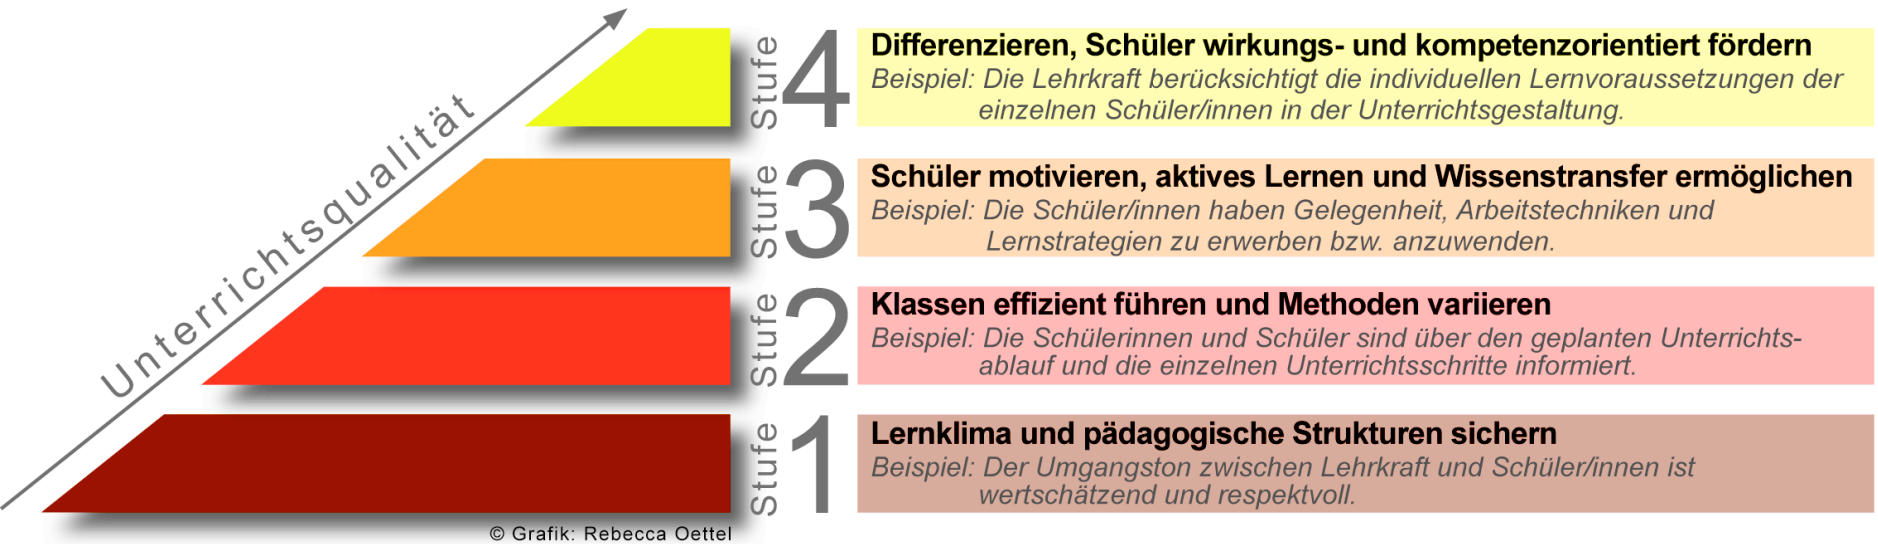 Unterrichtsqualität
Stufe 4
Differenzieren, Schüler wirkungs- und kompetenzorientiert fördern
Beispiel: Die Lehrkraft berücksichtigt die individuellen Lernvoraussetzungen der
einzelnen Schüler/innen in der Unterrichtsgestaltung.
Stufe 3
Schüler motivieren, aktives Lernen und Wissenstransfer ermöglichen
Beispiel: Die Schüler/innen haben Gelegenheit, Arbeitstechniken und
Lernstrategien zu erwerben bzw. anzuwenden.
Stufe 2
Klassen effizient führen und Methoden variieren
Beispiel: Die Schülerinnen und Schüler sind über den geplanten Unterrichts-
ablauf und die einzelnen Unterrichtsschritte informiert.
Stufe 1
Lernklima und pädagogische Strukturen sichern
Beispiel: Der Umgangston zwischen Lehrkraft und Schüler/innen ist
wertschätzend und respektvoll.
© Grafik: Rebecca Oettel